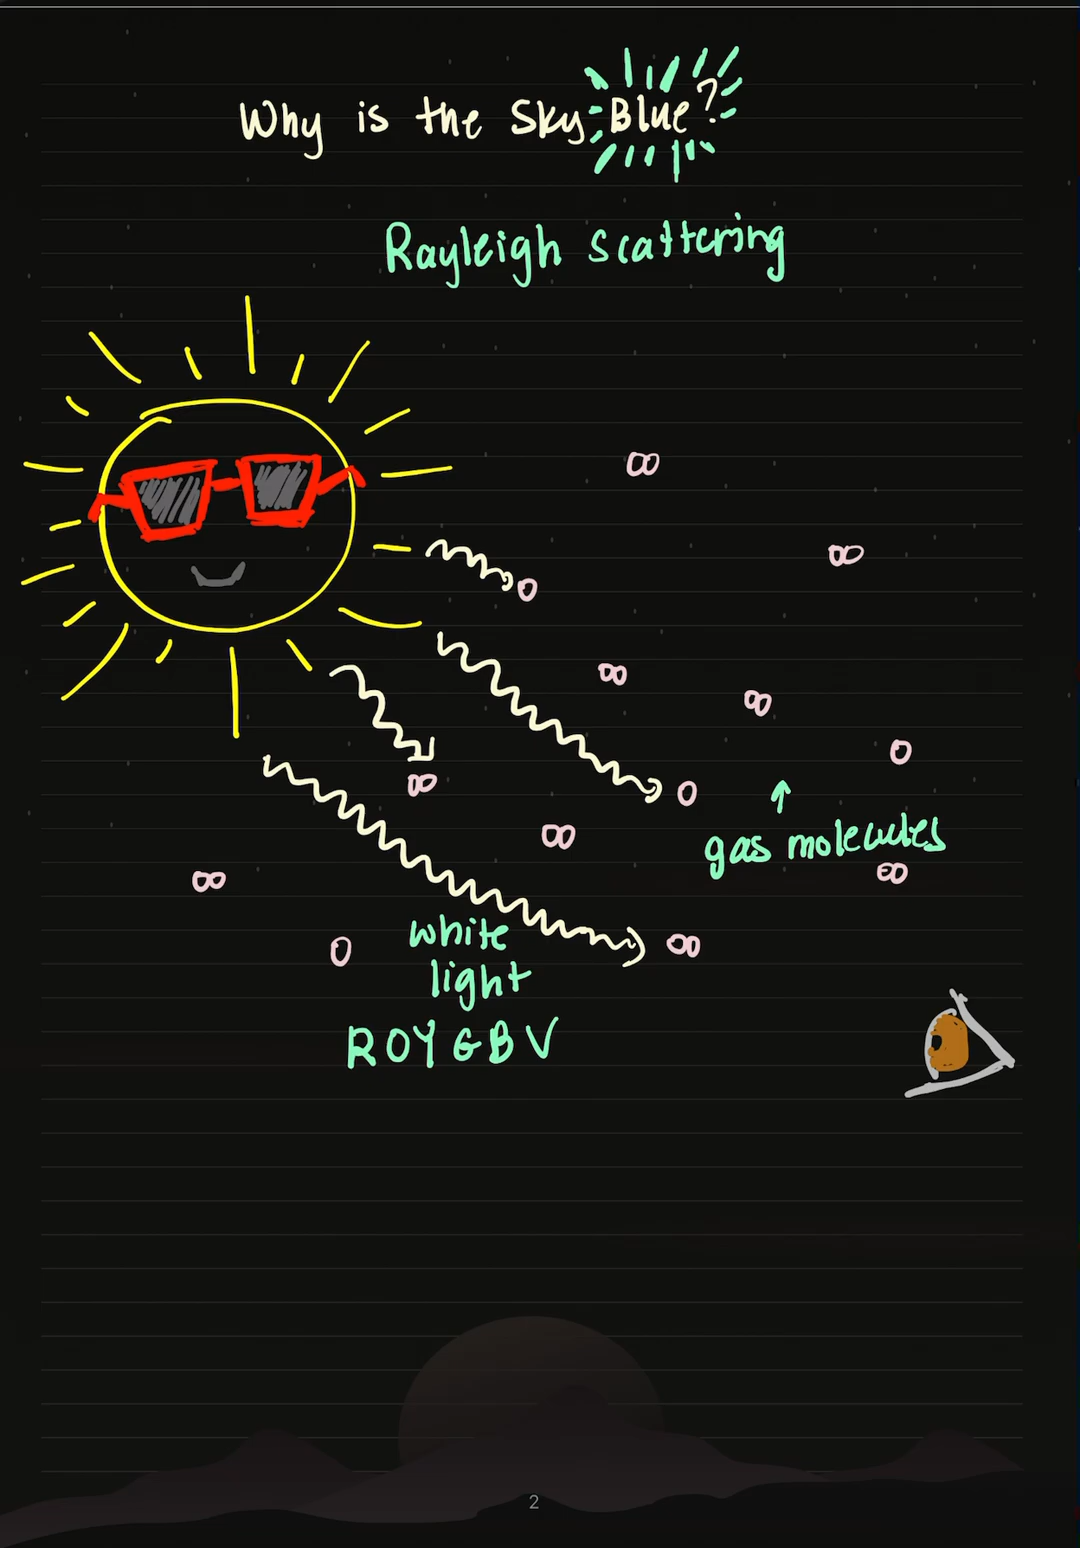 Why is the Sky Blue?
Rayleigh scattering
gas molecules
white
light
ROYGBV
2